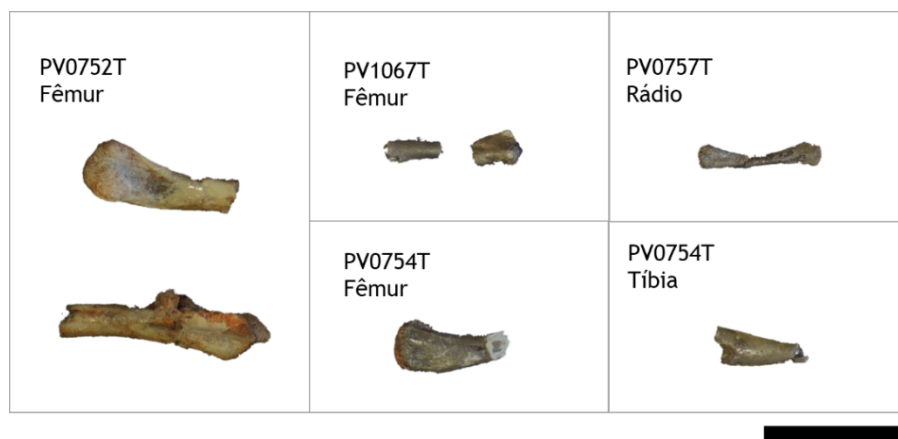 PV0752T
Fêmur
PV1067T
Fêmur
PV0757T
Rádio
PV0754T
Fêmur
PV0754T
Tíbia